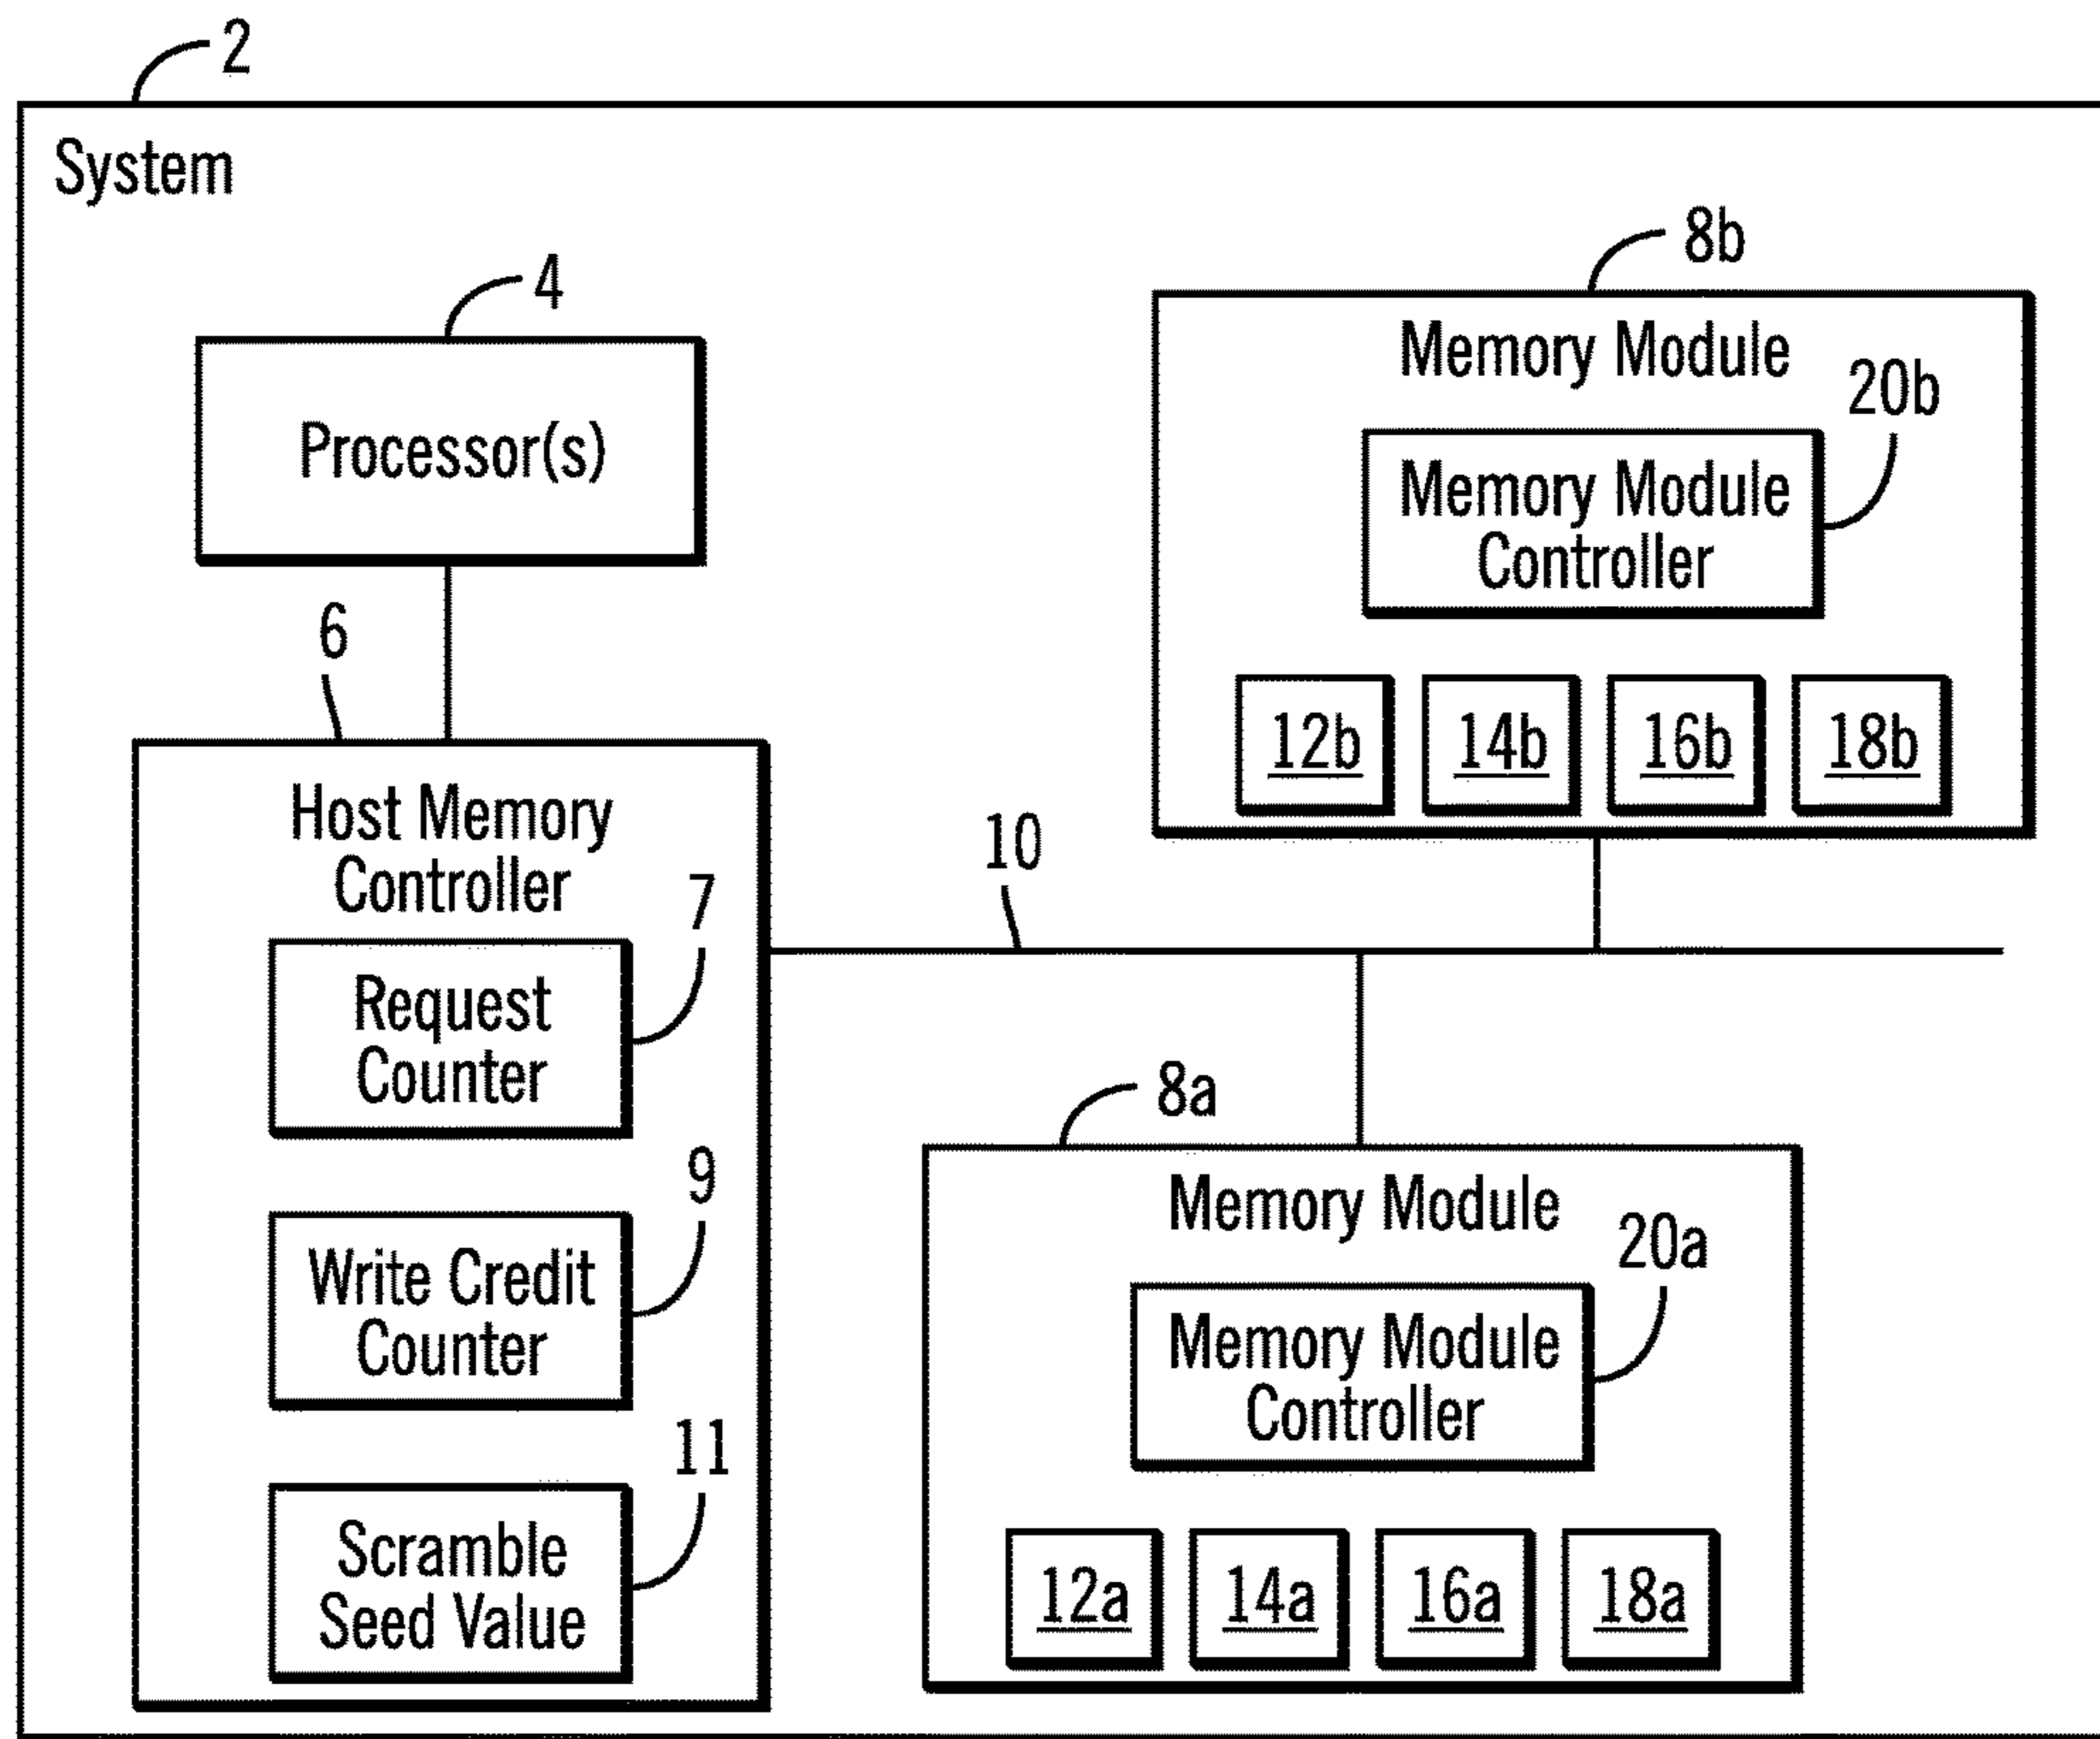 2
System
4
Processor(s)
6
Host Memory
Controller
7
Request
Counter
9
Write Credit
Counter
11
Scramble
Seed Value
10
8b
Memory Module
20b
Memory Module
Controller
12b 14b 16b 18b
8a
Memory Module
20a
Memory Module
Controller
12a 14a 16a 18a